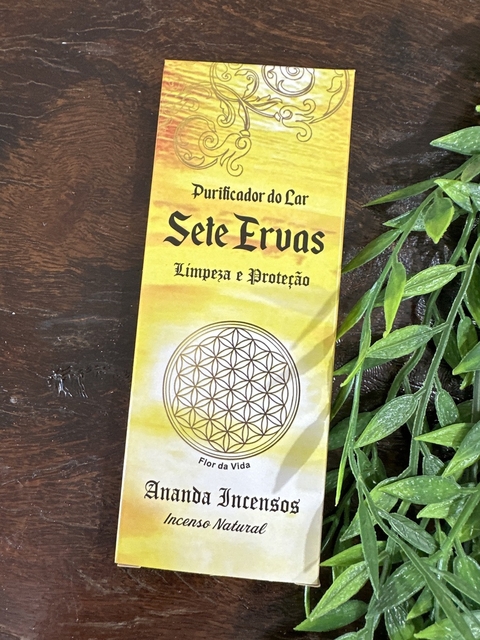 Purificador do Lar
Sete Ervas
Limpeza e Proteção
Flor da Vida
Ananda Incensos
Incenso Natural